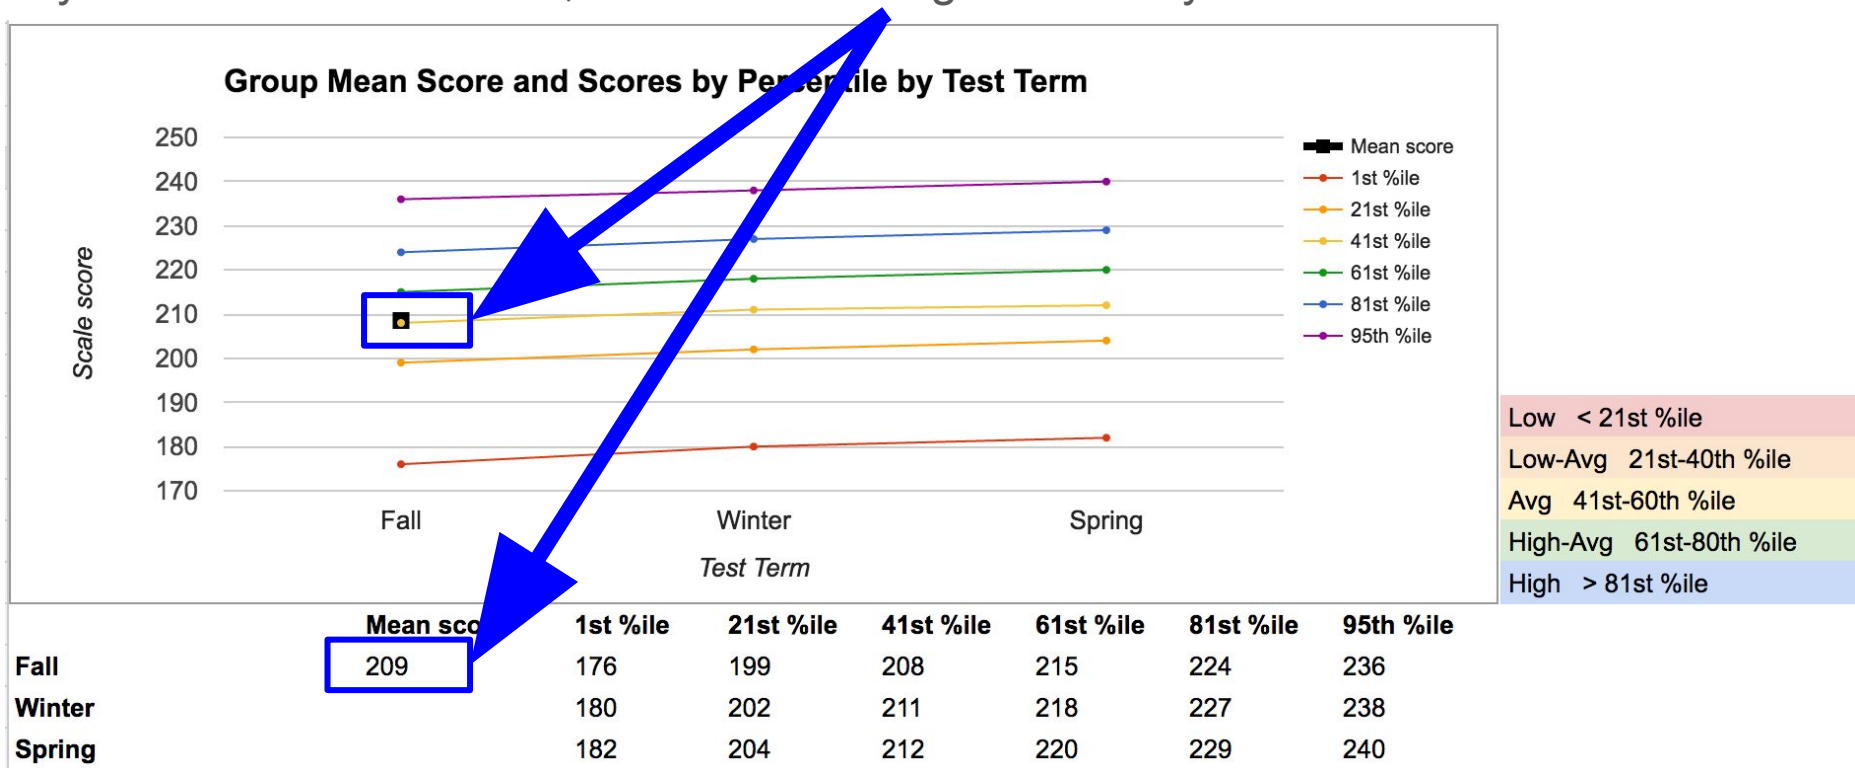 Group Mean Score and Scores by Percentile by Test Term
250
240
230
220
210
200
190
180
170
Scale score
Fall Winter Spring
Test Term
Mean score
1st %ile
21st %ile
41st %ile
61st %ile
81st %ile
95th %ile
Low < 21st %ile
Low-Avg 21st-40th %ile
Avg 41st-60th %ile
High-Avg 61st-80th %ile
High > 81st %ile
Mean sco 1st %ile 21st %ile 41st %ile 61st %ile 81st %ile 95th %ile
Fall 209 176 199 208 215 224 236
Winter 180 202 211 218 227 238
Spring 182 204 212 220 229 240